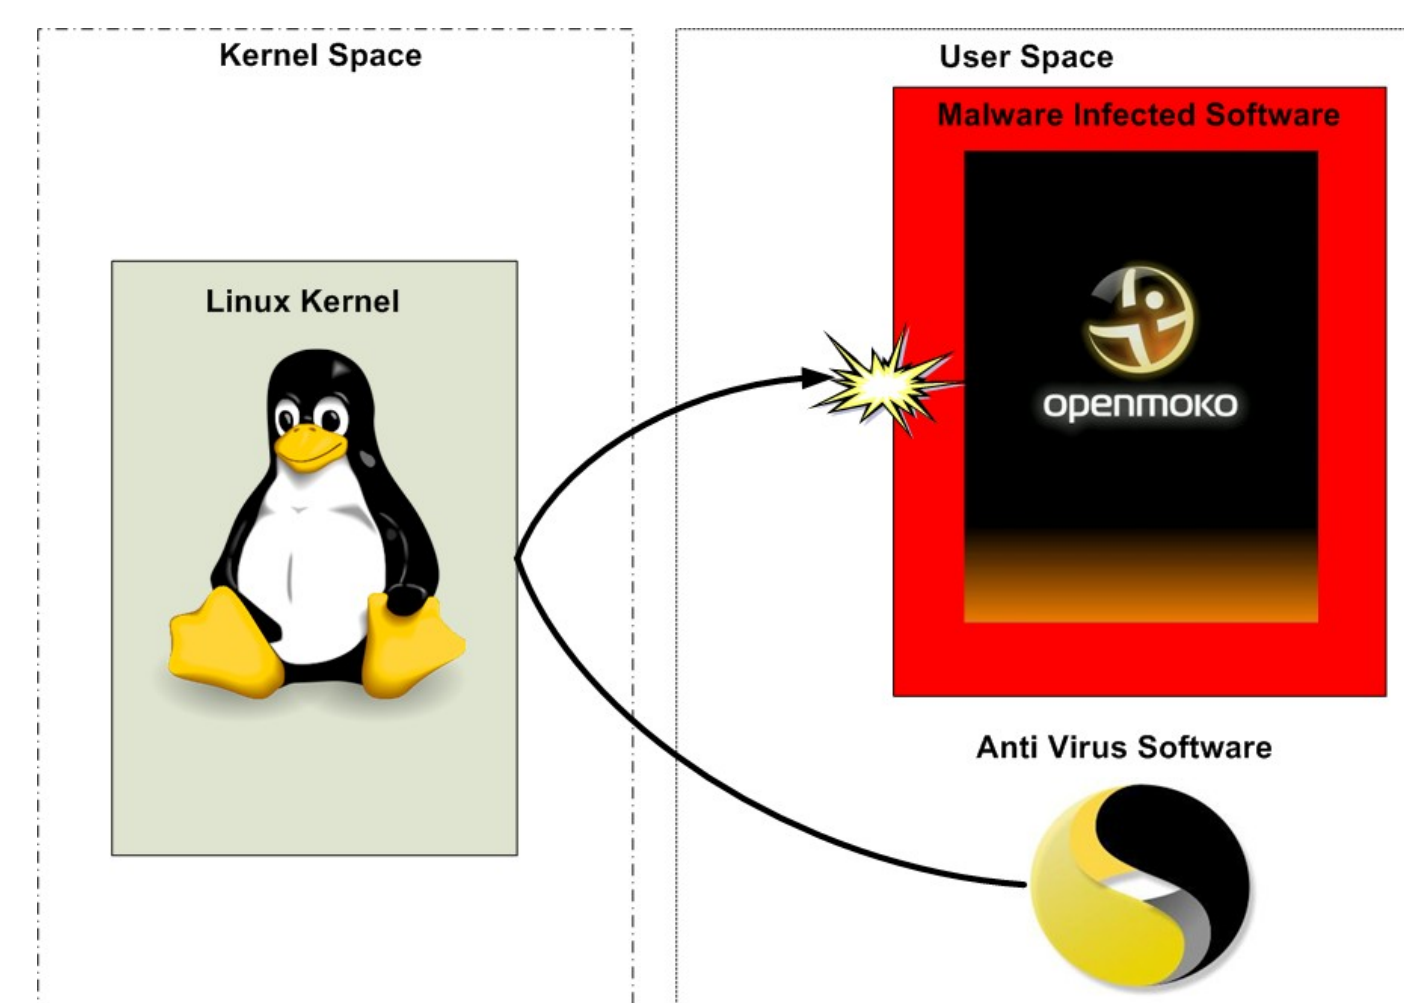 Kernel Space
User Space
Malware Infected Software
Linux Kernel
openmoko
Anti Virus Software